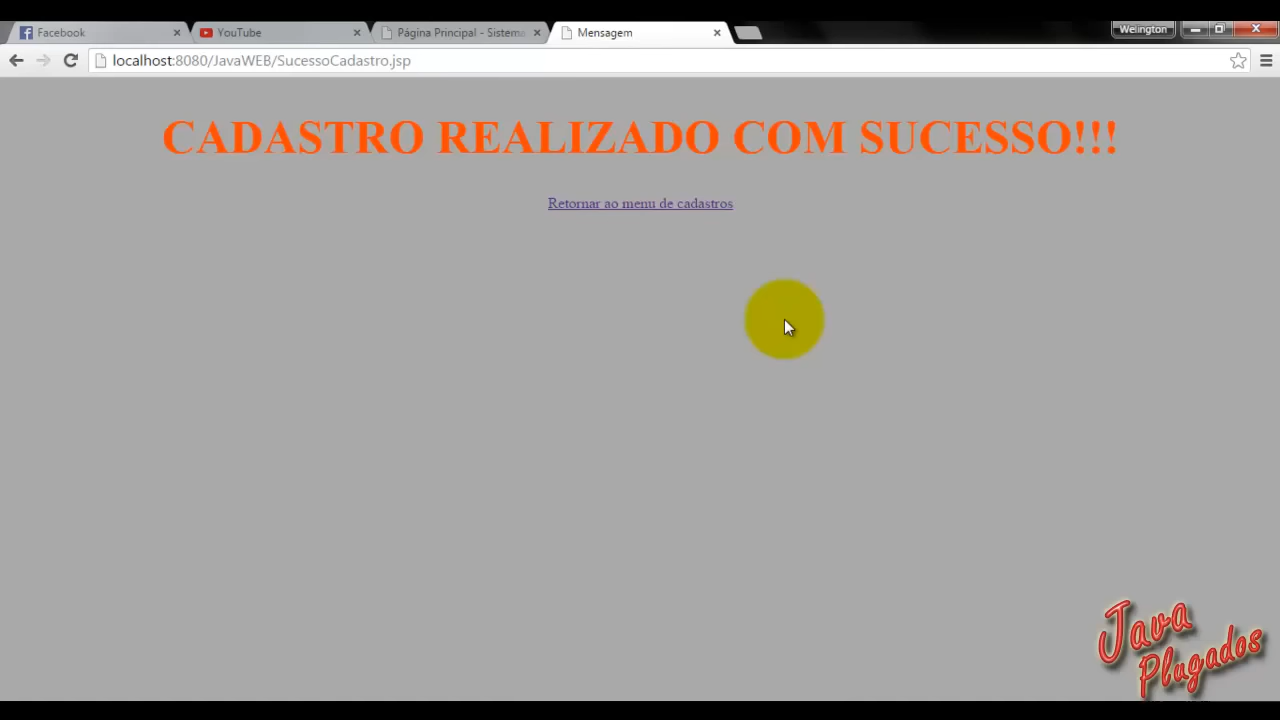 Facebook
YouTube
Página Principal - Sistema
Mensagem
Welington
localhost:8080/JavaWEB/SucessoCadastro.jsp
CADASTRO REALIZADO COM SUCESSO!!!
Retornar ao menu de cadastros
Java
Plugados